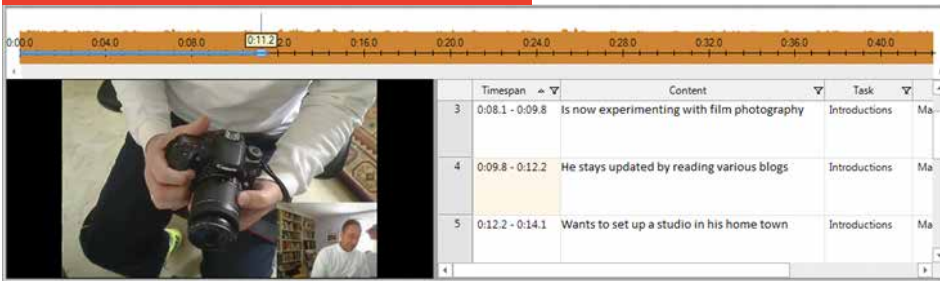 0:00.0 0:04.0 0:08.0 0:11.2 2.0 0:16.0 0:20.0 0:24.0 0:28.0 0:32.0 0:36.0 0:40.0
Timespan Content Task
3 0:08.1 - 0:09.8 Is now experimenting with film photography Introductions Ma
4 0:09.8 - 0:12.2 He stays updated by reading various blogs Introductions Ma
5 0:12.2 - 0:14.1 Wants to set up a studio in his home town Introductions Ma